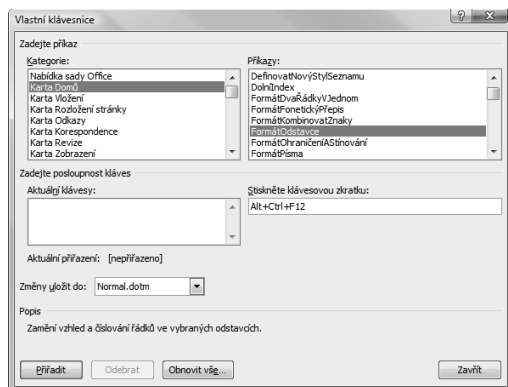 Vlastní klávesnice
Zadejte příkaz
Kategorie:
Příkazy:
Nabídka sady Office
Karta Domů
Karta Vložení
Karta Rozložení stránky
Karta Odkazy
Karta Korespondence
Karta Revize
Karta Zobrazení
DefinovatNovýStylSeznamu
DolníIndex
FormátDvaŘádkyVJednom
FormátFonetickýPřepis
FormátKombinovatZnaky
FormátOdstavce
FormátOhraničeníAStínování
FormátPísma
Zadejte posloupnost kláves
Aktuální klávesy:
Stiskněte klávesovou zkratku:
Alt+Ctrl+F12
Aktuální přiřazení: [nepřiřazeno]
Změny uložit do: Normal.dotm
Popis
Zamění vzhled a číslování řádků ve vybraných odstavcích.
Přiřadit
Odebrat
Obnovit vše...
Zavřít